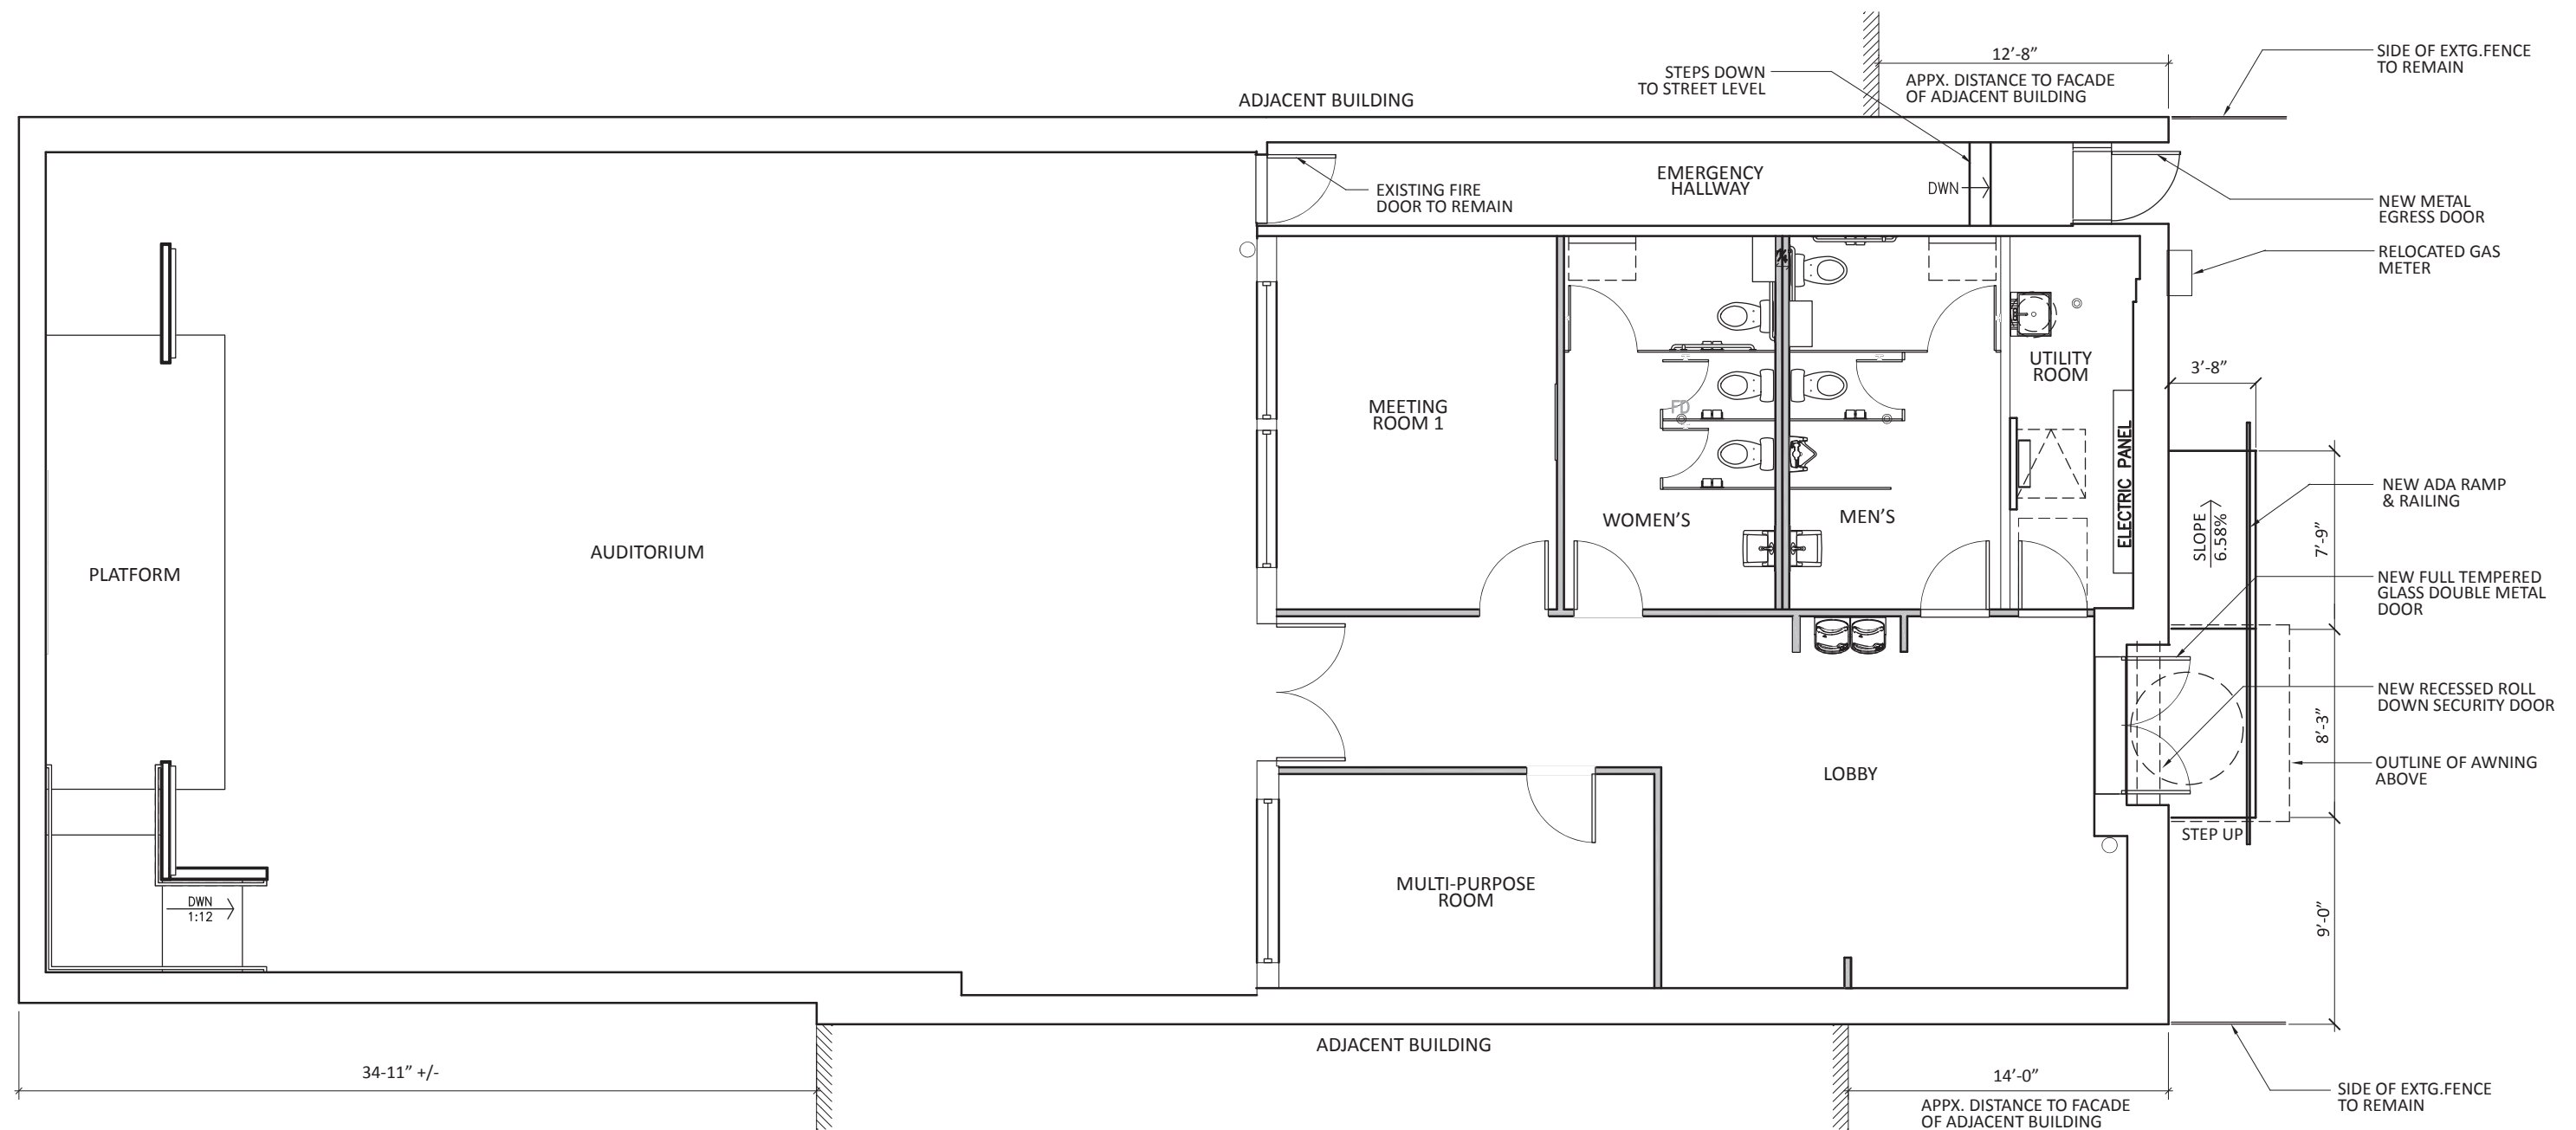 SIDE OF EXTG.FENCE
TO REMAIN
12’-8”
STEPS DOWN
TO STREET LEVEL
APPX. DISTANCE TO FACADE
OF ADJACENT BUILDING
ADJACENT BUILDING
EMERGENCY
HALLWAY
EXISTING FIRE
DOOR TO REMAIN
DWN
NEW METAL
EGRESS DOOR
RELOCATED GAS
METER
UTILITY
ROOM
3’-8”
MEETING
ROOM 1
FD
ELECTRIC PANEL
NEW ADA RAMP
& RAILING
WOMEN’S
MEN’S
SLOPE
6.58%
7’-9”
AUDITORIUM
PLATFORM
NEW FULL TEMPERED
GLASS DOUBLE METAL
DOOR
NEW RECESSED ROLL
DOWN SECURITY DOOR
8’-3”
LOBBY
OUTLINE OF AWNING
ABOVE
STEP UP
MULTI-PURPOSE
ROOM
DWN
1:12
9’-0”
ADJACENT BUILDING
34-11” +/-
14’-0”
APPX. DISTANCE TO FACADE
OF ADJACENT BUILDING
SIDE OF EXTG.FENCE
TO REMAIN